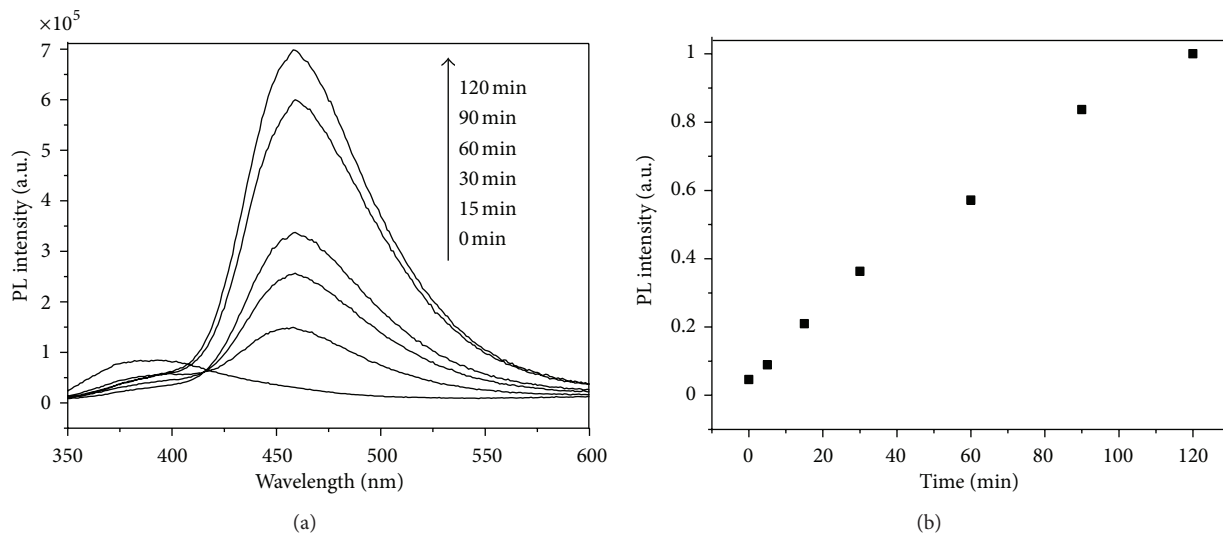 ×10⁵
7
6
5
4
3
2
1
0
PL intensity (a.u.)
120 min
90 min
60 min
30 min
15 min
0 min
350 400 450 500 550 600
Wavelength (nm)
(a)
1
0.8
0.6
0.4
0.2
0
PL intensity (a.u.)
0 20 40 60 80 100 120
Time (min)
(b)